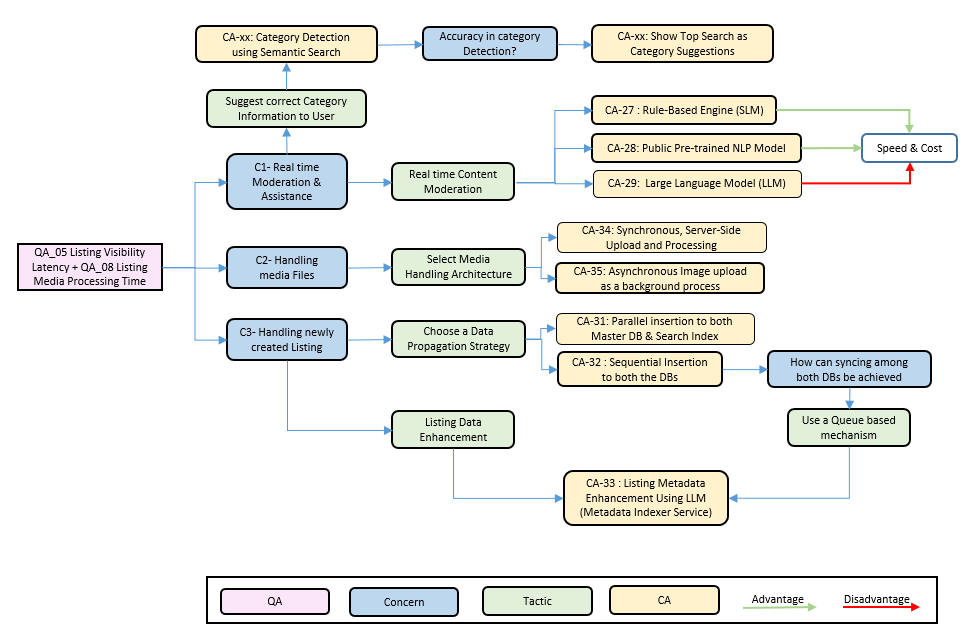 CA-xx: Category Detection
using Semantic Search
Accuracy in category
Detection?
CA-xx: Show Top Search as
Category Suggestions
Suggest correct Category
Information to User
C1- Real time
Moderation &
Assistance
Real time Content
Moderation
CA-27 : Rule-Based Engine (SLM)
CA-28: Public Pre-trained NLP Model
CA-29: Large Language Model (LLM)
Speed & Cost
QA_05 Listing Visibility
Latency + QA_08 Listing
Media Processing Time
C2- Handling
media Files
Select Media
Handling Architecture
CA-34: Synchronous, Server-Side
Upload and Processing
CA-35: Asynchronous Image upload
as a background process
C3- Handling newly
created Listing
Choose a Data
Propagation Strategy
CA-31: Parallel insertion to both
Master DB & Search Index
CA-32 : Sequential Insertion
to both the DBs
How can syncing among
both DBs be achieved
Use a Queue based
mechanism
Listing Data
Enhancement
CA-33 : Listing Metadata
Enhancement Using LLM
(Metadata Indexer Service)
QA
Concern
Tactic
CA
Advantage
Disadvantage